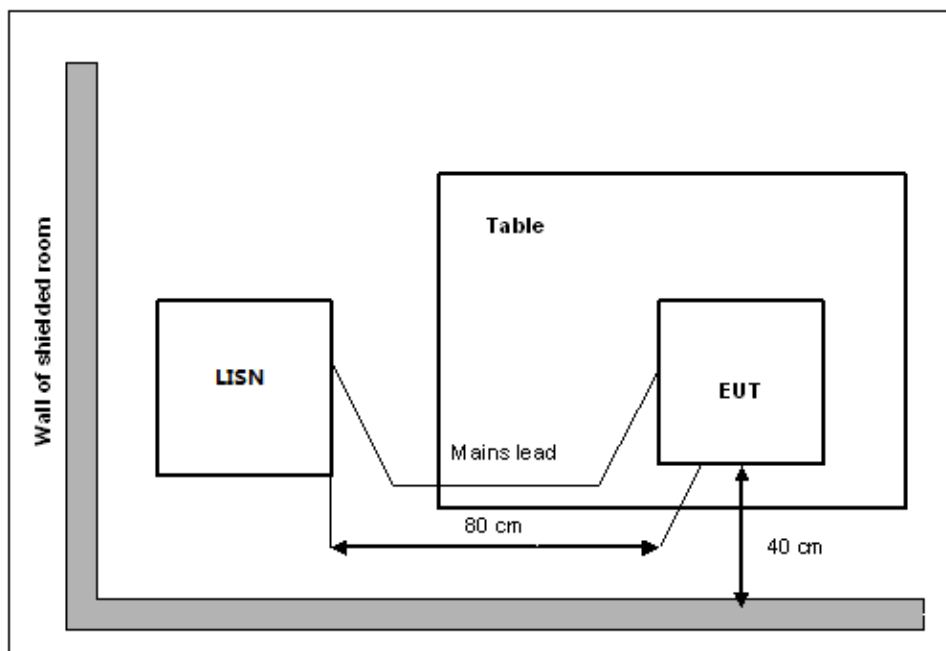 Wall of shielded room
Table
LISN
EUT
Mains lead
80 cm
40 cm